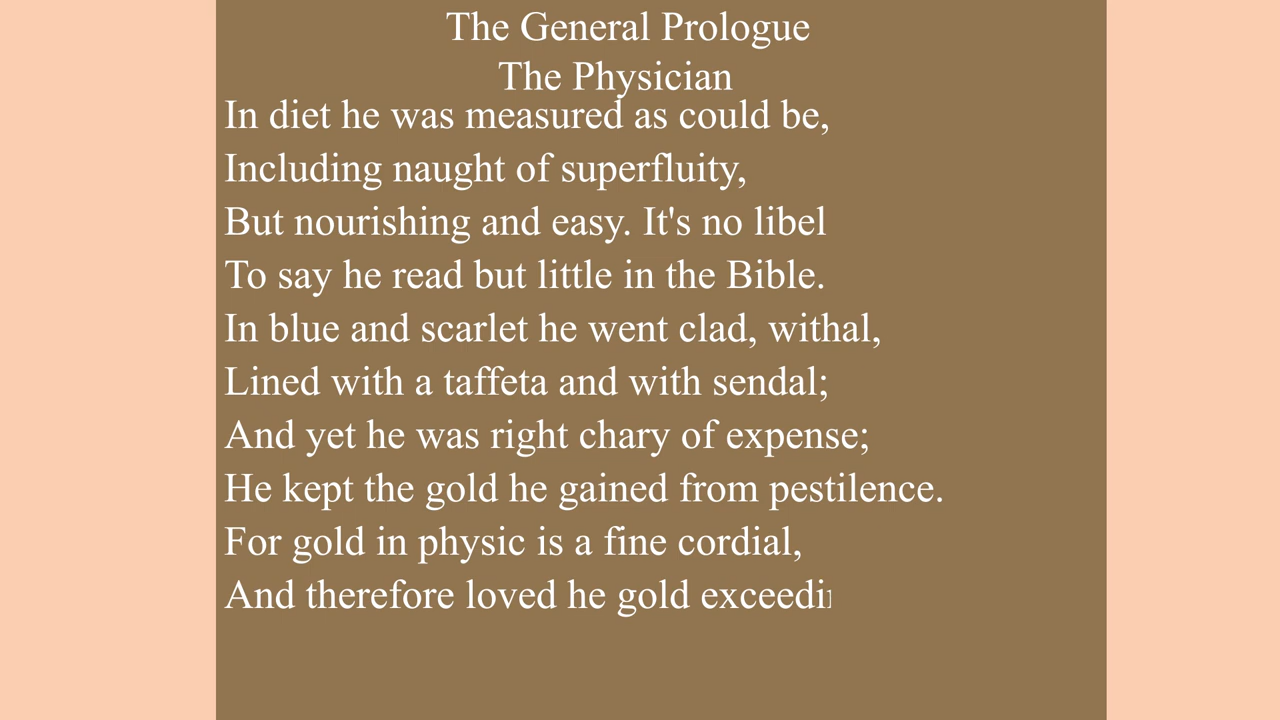 The General Prologue
The Physician
In diet he was measured as could be,
Including naught of superfluity,
But nourishing and easy. It's no libel
To say he read but little in the Bible.
In blue and scarlet he went clad, withal,
Lined with a taffeta and with sendal;
And yet he was right chary of expense;
He kept the gold he gained from pestilence.
For gold in physic is a fine cordial,
And therefore loved he gold